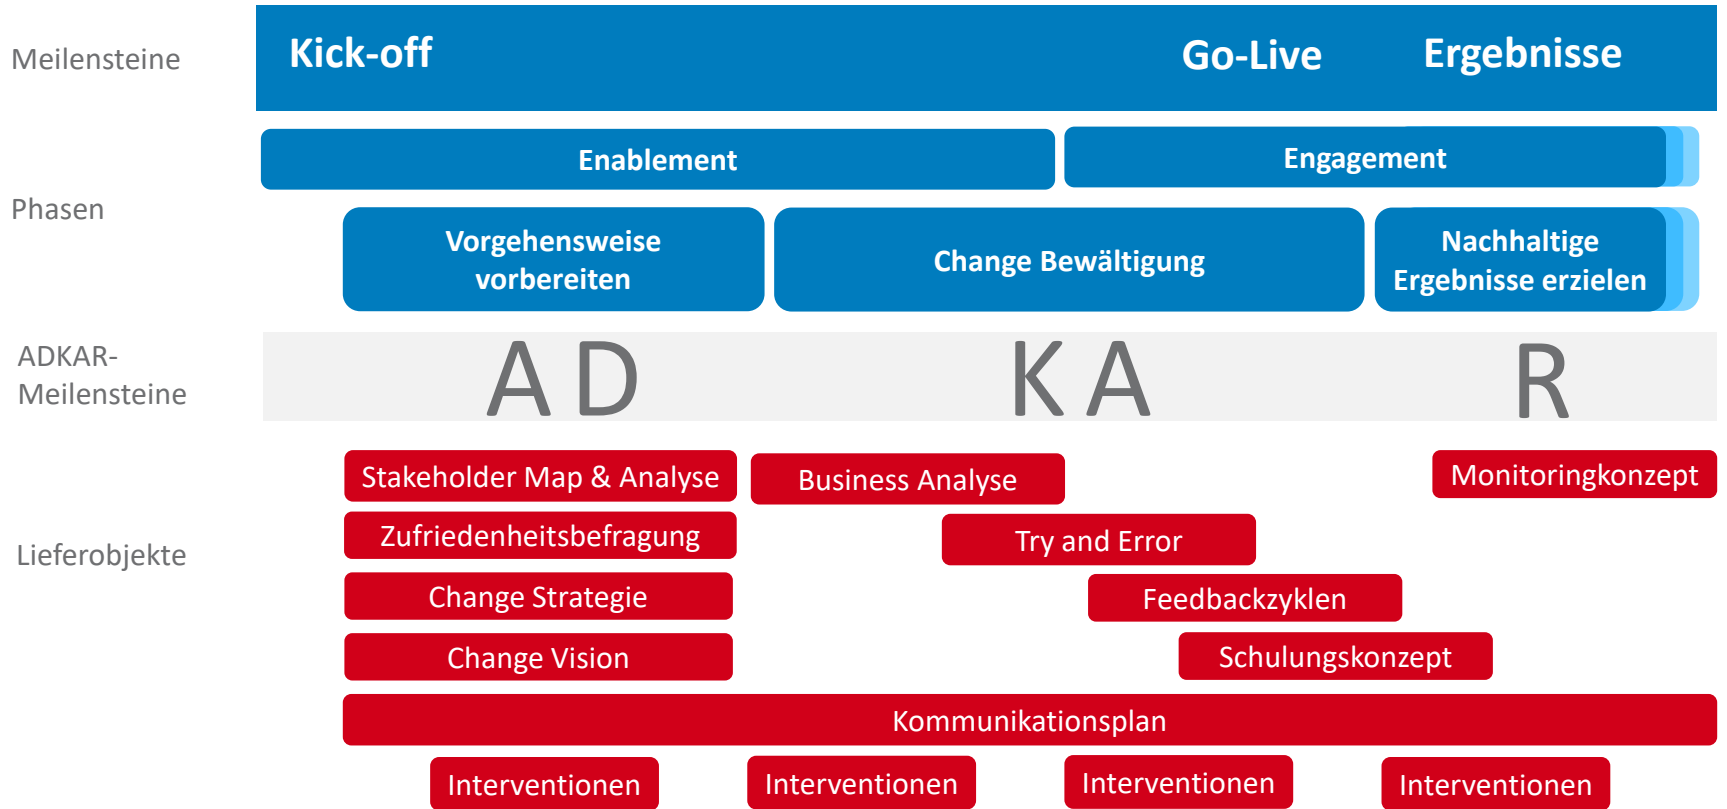 Meilensteine
Kick-off
Go-Live
Ergebnisse
Phasen
Enablement
Engagement
Vorgehensweise
vorbereiten
Change Bewältigung
Nachhaltige
Ergebnisse erzielen
ADKAR-
Meilensteine
A D
K A
R
Lieferobjekte
Stakeholder Map & Analyse
Business Analyse
Monitoringkonzept
Zufriedenheitsbefragung
Try and Error
Change Strategie
Feedbackzyklen
Change Vision
Schulungskonzept
Kommunikationsplan
Interventionen
Interventionen
Interventionen
Interventionen